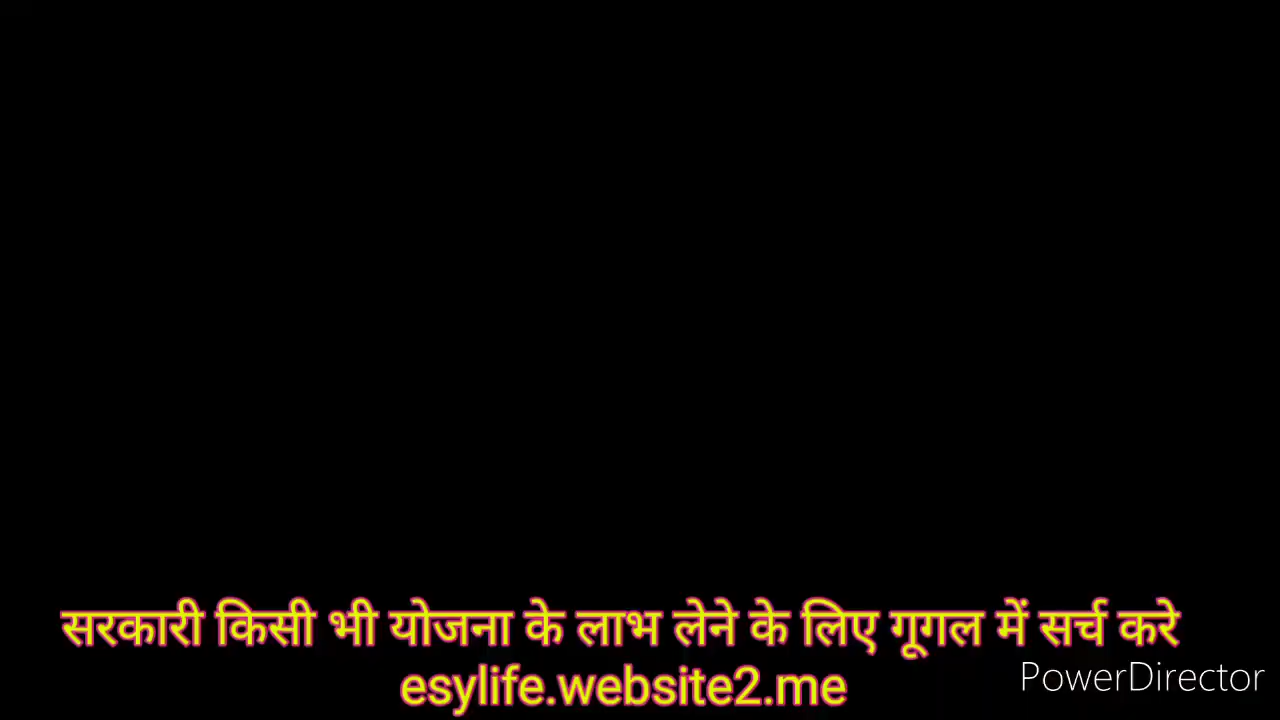 सरकारी किसी भी योजना के लाभ लेने के लिए गूगल में सर्च करे
esylife.website2.me
PowerDirector